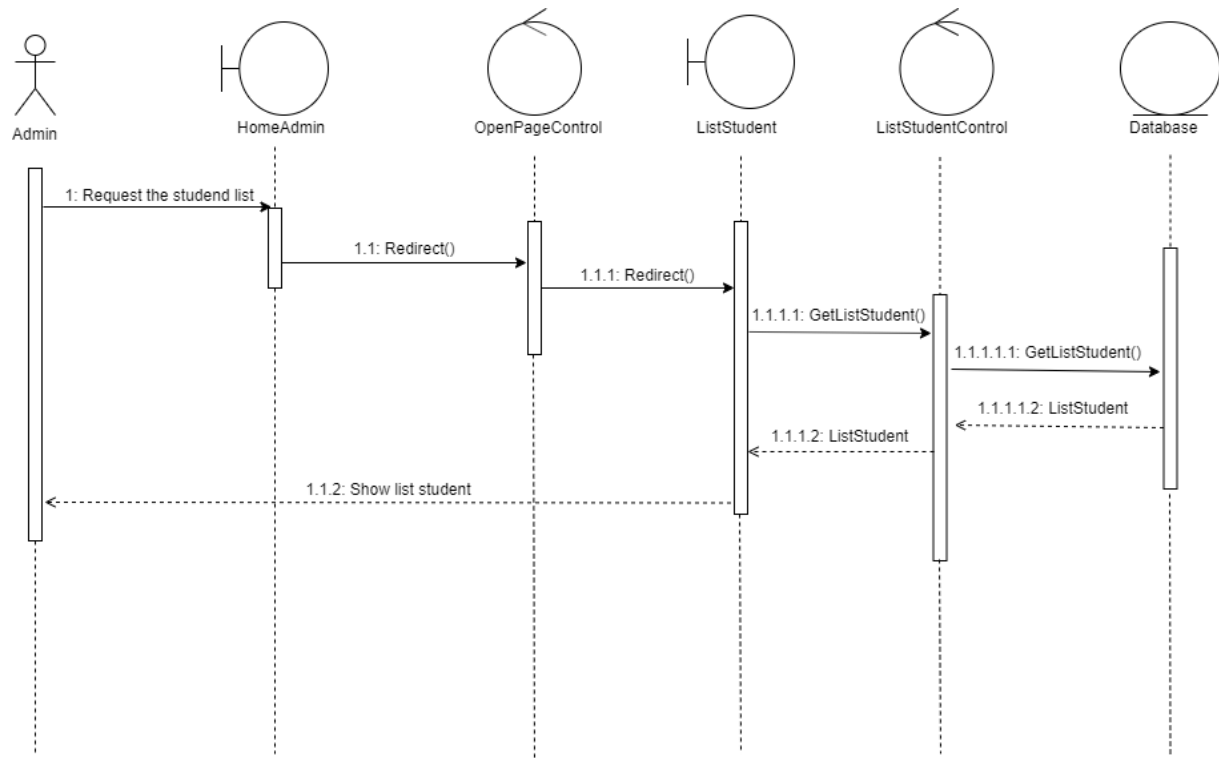 Admin
HomeAdmin
OpenPageControl
ListStudent
ListStudentControl
Database
1: Request the studend list
1.1: Redirect()
1.1.1: Redirect()
1.1.1.1: GetListStudent()
1.1.1.1.1: GetListStudent()
1.1.1.1.2: ListStudent
1.1.1.2: ListStudent
1.1.2: Show list student